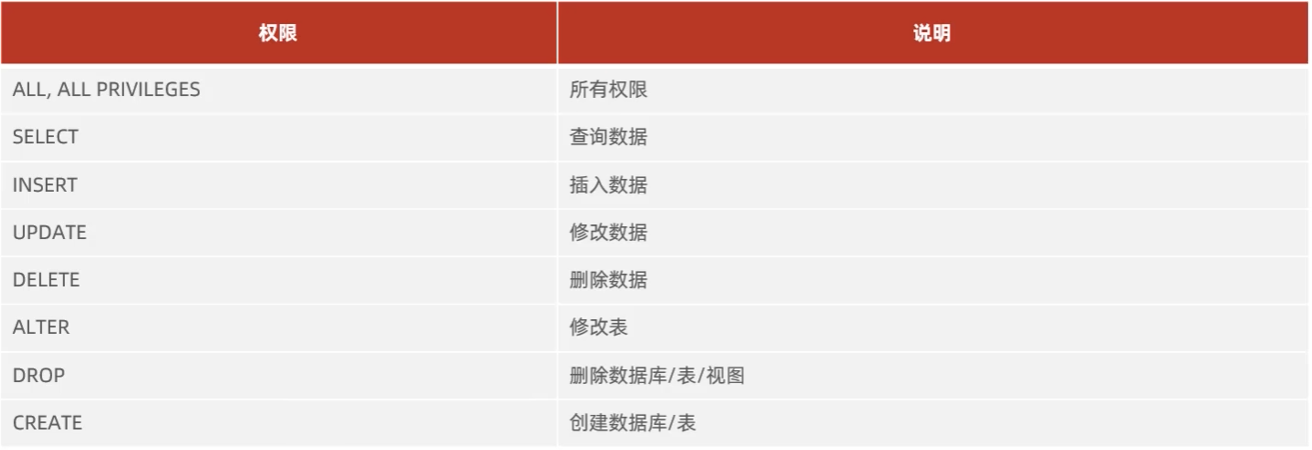 权限 说明
ALL, ALL PRIVILEGES 所有权限
SELECT 查询数据
INSERT 插入数据
UPDATE 修改数据
DELETE 删除数据
ALTER 修改表
DROP 删除数据库/表/视图
CREATE 创建数据库/表